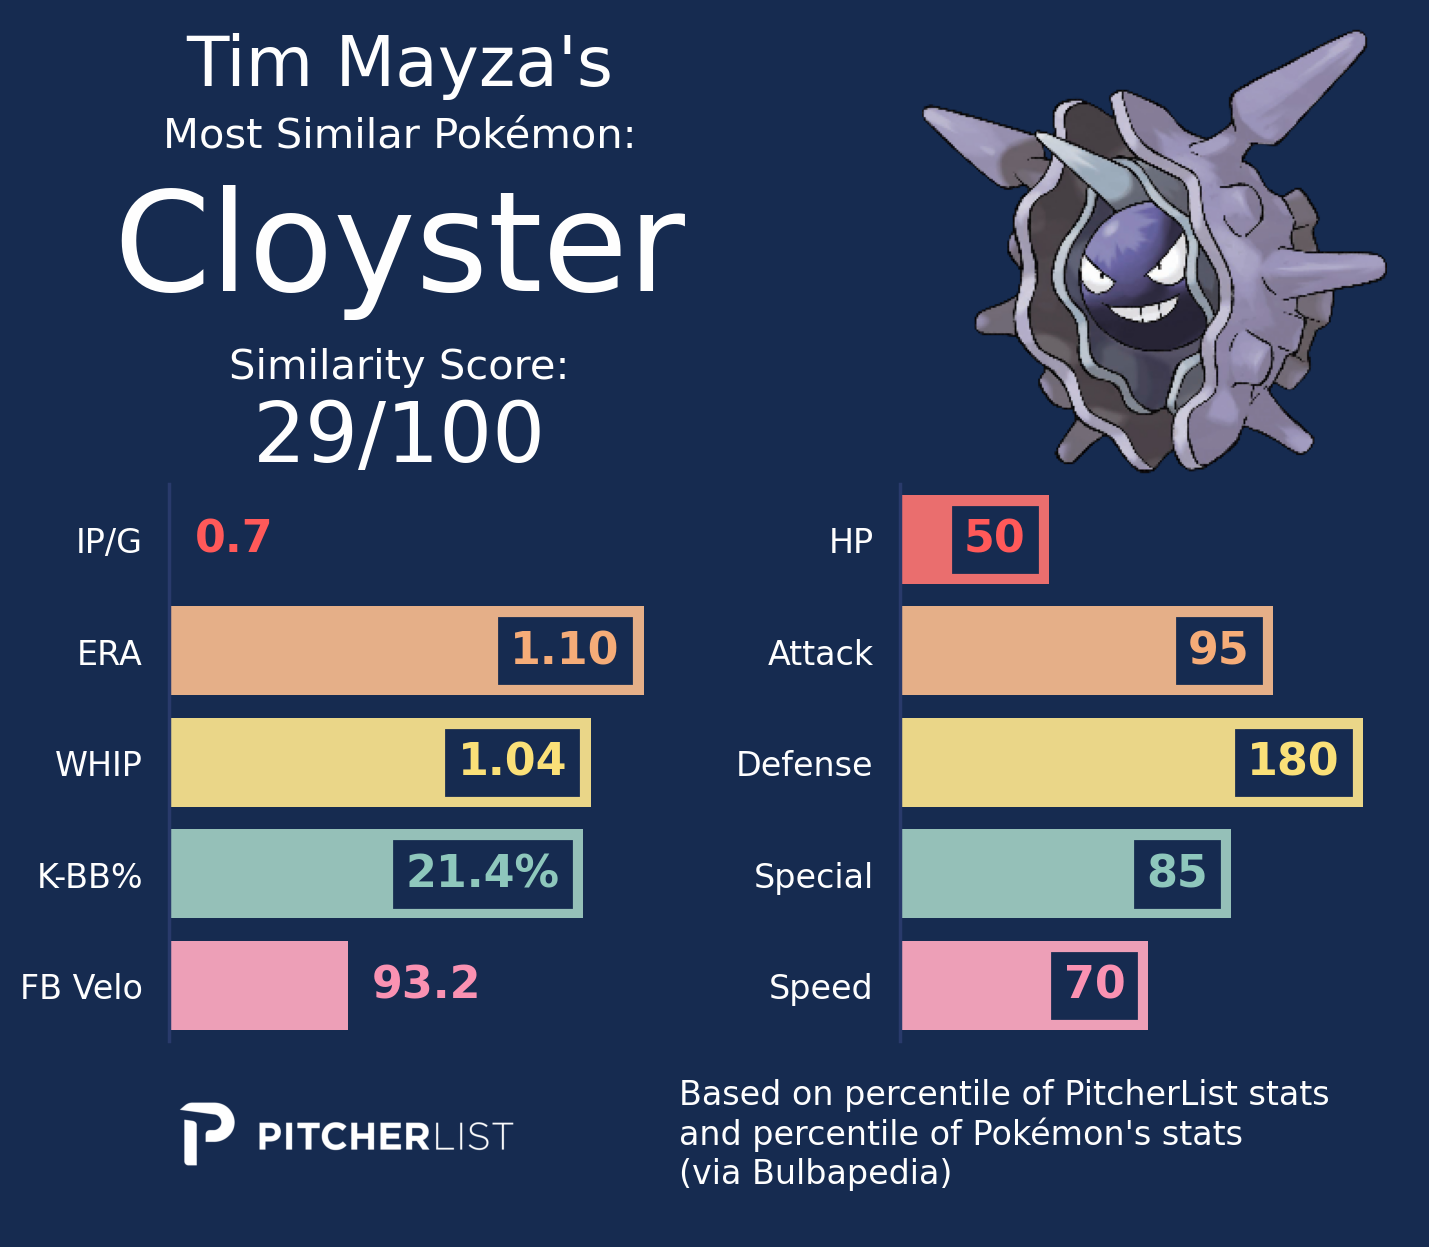 Tim Mayza's
Most Similar Pokémon:
Cloyster
Similarity Score:
29/100
IP/G 0.7
ERA 1.10
WHIP 1.04
K-BB% 21.4%
FB Velo 93.2
HP 50
Attack 95
Defense 180
Special 85
Speed 70
PITCHERLIST
Based on percentile of PitcherList stats
and percentile of Pokémon's stats
(via Bulbapedia)